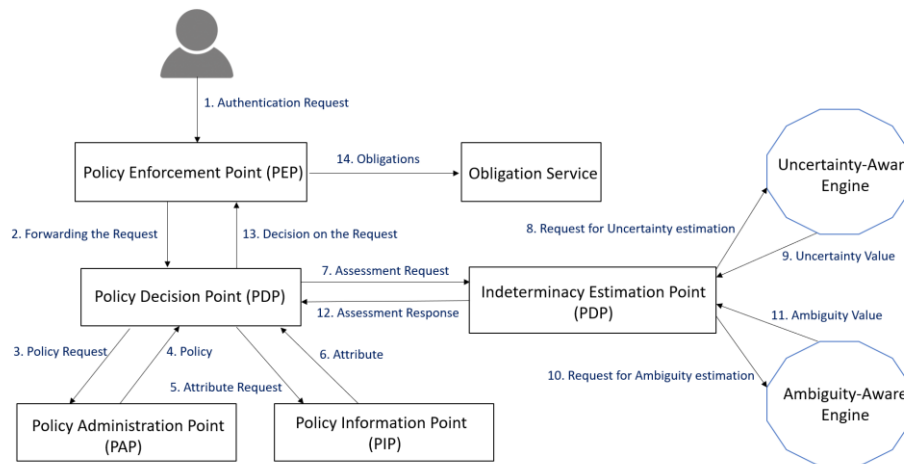 1. Authentication Request
Policy Enforcement Point (PEP)
14. Obligations
Obligation Service
Uncertainty-Aware
Engine
2. Forwarding the Request
13. Decision on the Request
8. Request for Uncertainty estimation
9. Uncertainty Value
7. Assessment Request
Policy Decision Point (PDP)
Indeterminacy Estimation Point
(PDP)
12. Assessment Response
11. Ambiguity Value
3. Policy Request
4. Policy
6. Attribute
5. Attribute Request
10. Request for Ambiguity estimation
Ambiguity-Aware
Engine
Policy Administration Point
(PAP)
Policy Information Point
(PIP)